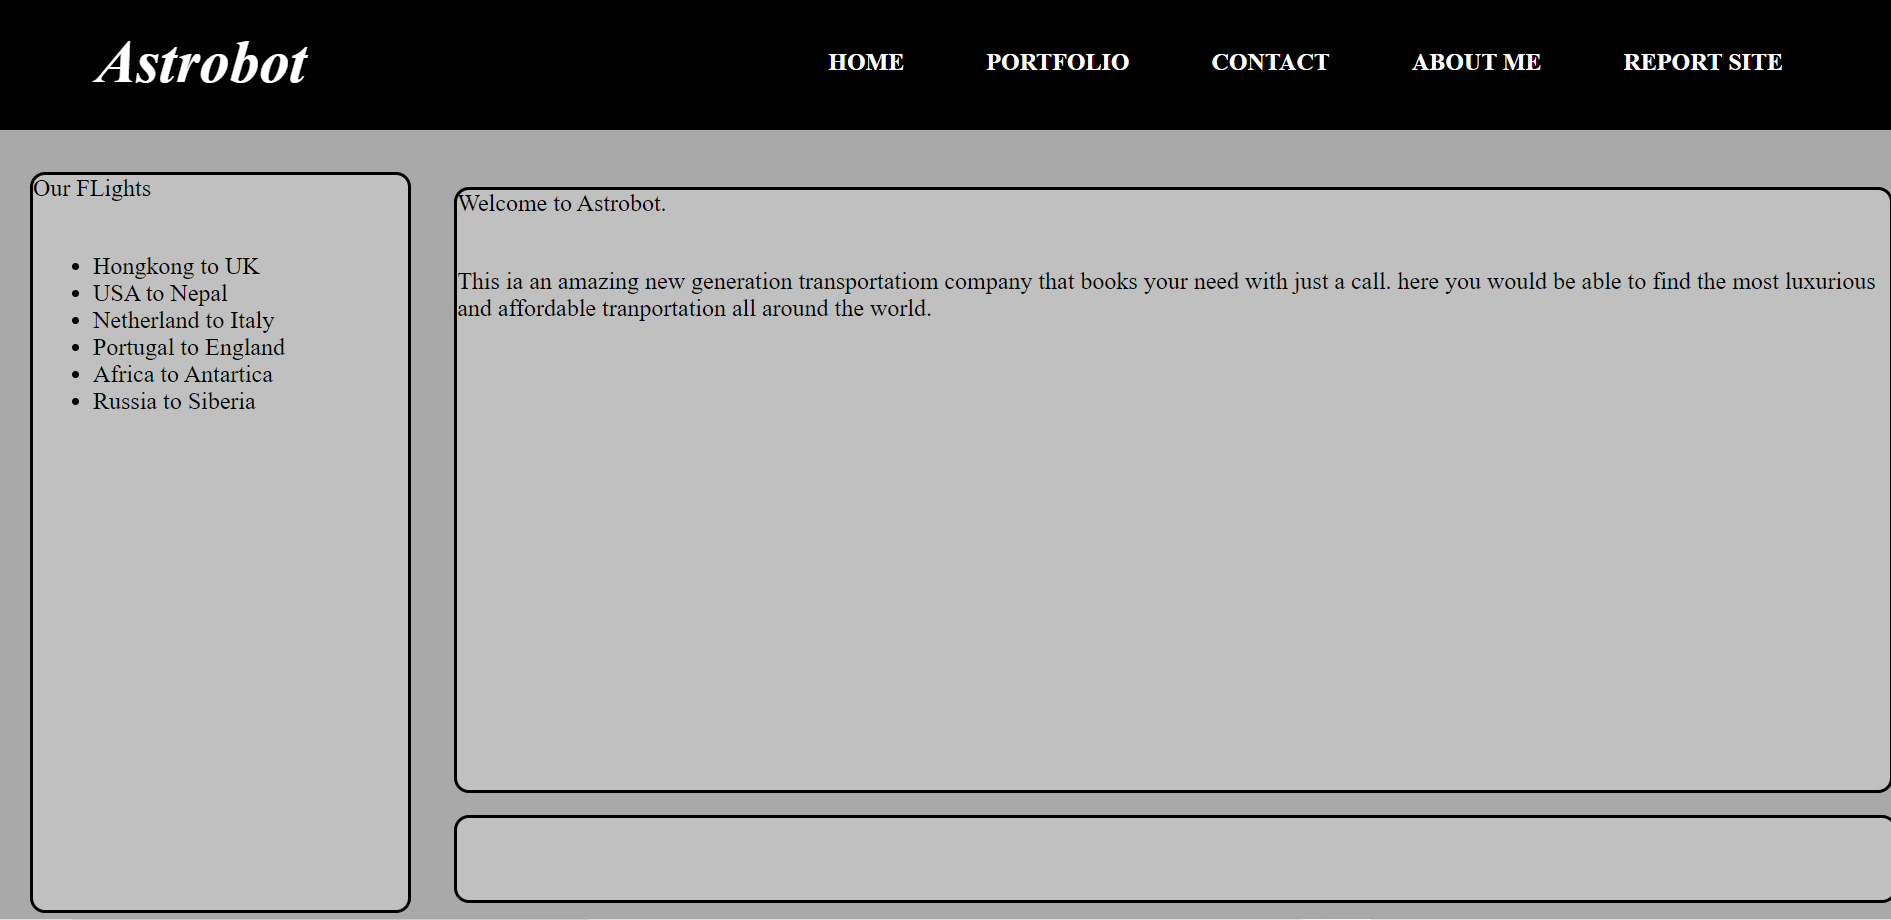 Astrobot
HOME PORTFOLIO CONTACT ABOUT ME REPORT SITE
Our FLights
Hongkong to UK
USA to Nepal
Netherland to Italy
Portugal to England
Africa to Antartica
Russia to Siberia
Welcome to Astrobot.
This ia an amazing new generation transportatiom company that books your need with just a call. here you would be able to find the most luxurious
and affordable tranportation all around the world.